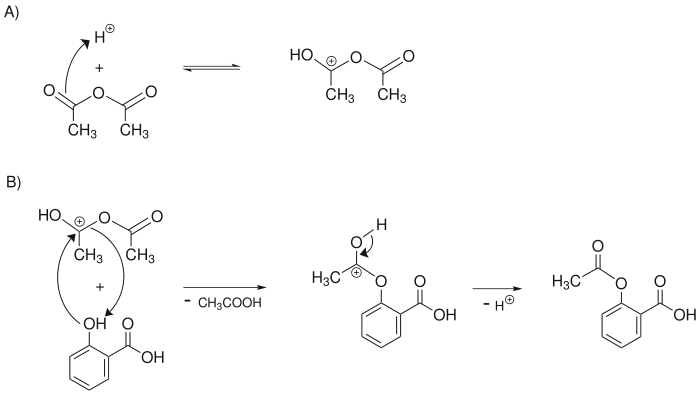 A)
H⊕
+
O O O
CH₃ CH₃
HO ⊕ O O
CH₃ CH₃
B)
HO ⊕ O O
CH₃ CH₃
+
OH O
OH
- CH₃COOH
H
O
H₃C ⊕ O O
OH
- H⊕
O
H₃C O O
OH